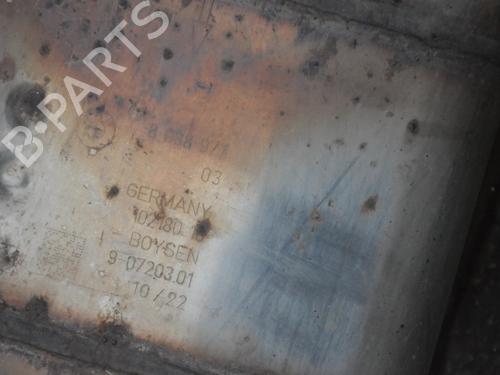 B-PARTS
03
GERMANY
102180
BOYSEN
9-07203.01
10/22